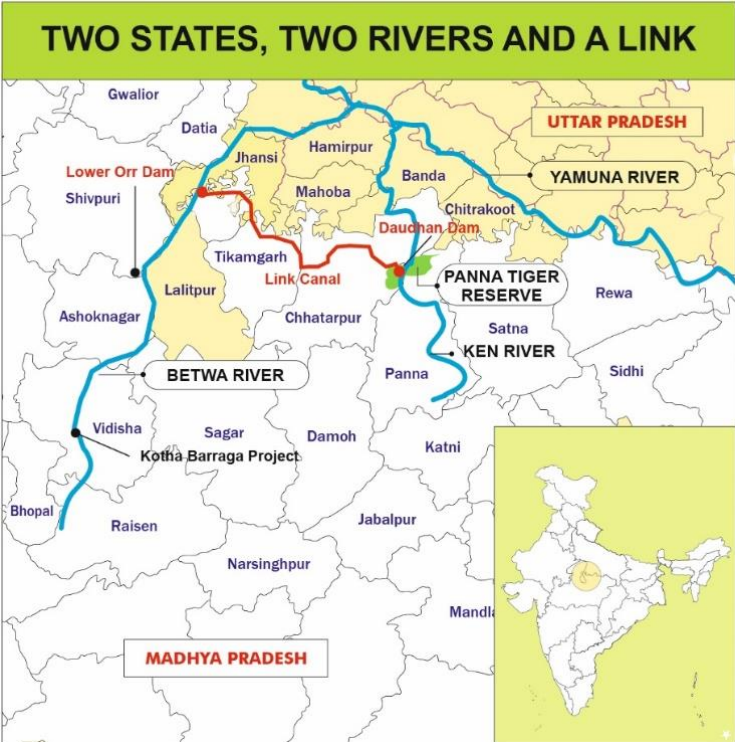 TWO STATES, TWO RIVERS AND A LINK
Gwalior
Datia
UTTAR PRADESH
Jhansi
Hamirpur
Lower Orr Dam
Banda
YAMUNA RIVER
Shivpuri
Mahoba
Chitrakoot
Daudhan Dam
Tikamgarh
Link Canal
PANNA TIGER
RESERVE
Lalitpur
Rewa
Ashoknagar
Chhatarpur
Satna
KEN RIVER
BETWA RIVER
Panna
Sidhi
Vidisha
Sagar
Damoh
Katni
Kotha Barraga Project
Bhopal
Raisen
Jabalpur
Narsinghpur
Mandla
MADHYA PRADESH